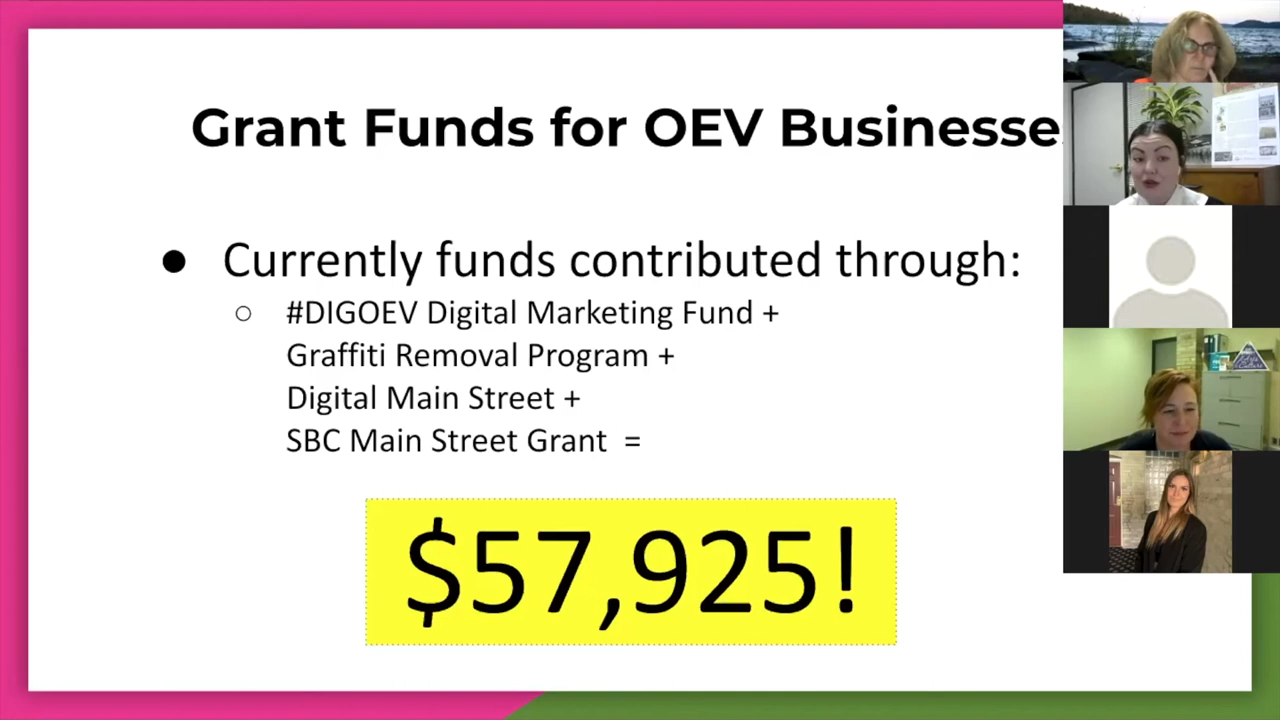 Grant Funds for OEV Businesse
● Currently funds contributed through:
○ #DIGOEV Digital Marketing Fund +
Graffiti Removal Program +
Digital Main Street +
SBC Main Street Grant =
$57,925!